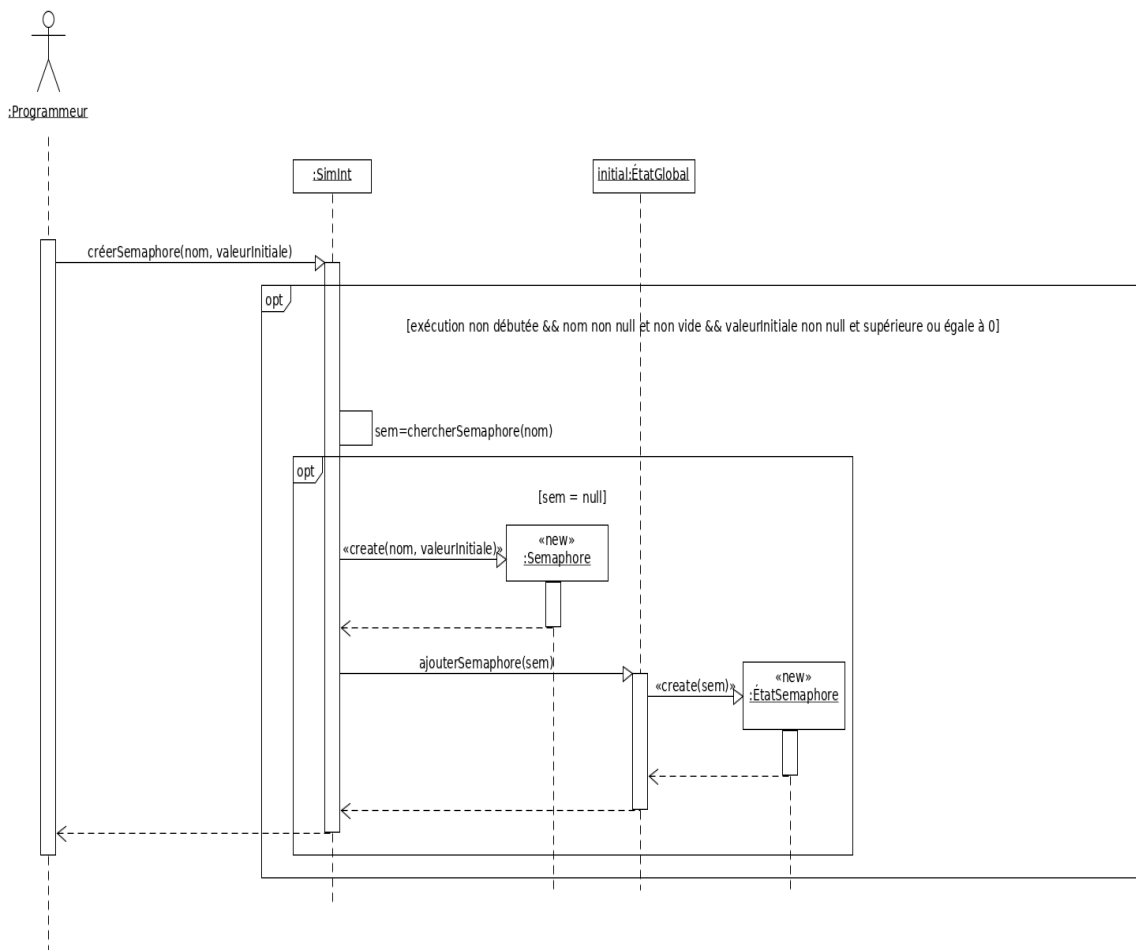 :Programmeur
:SimInt
initial:ÉtatGlobal
créerSemaphore(nom, valeurInitiale)
opt
[exécution non débutée && nom non null et non vide && valeurInitiale non null et supérieure ou égale à 0]
sem=chercherSemaphore(nom)
opt
[sem = null]
«create(nom, valeurInitiale)»
«new»
:Semaphore
ajouterSemaphore(sem)
«create(sem)»
«new»
:ÉtatSemaphore